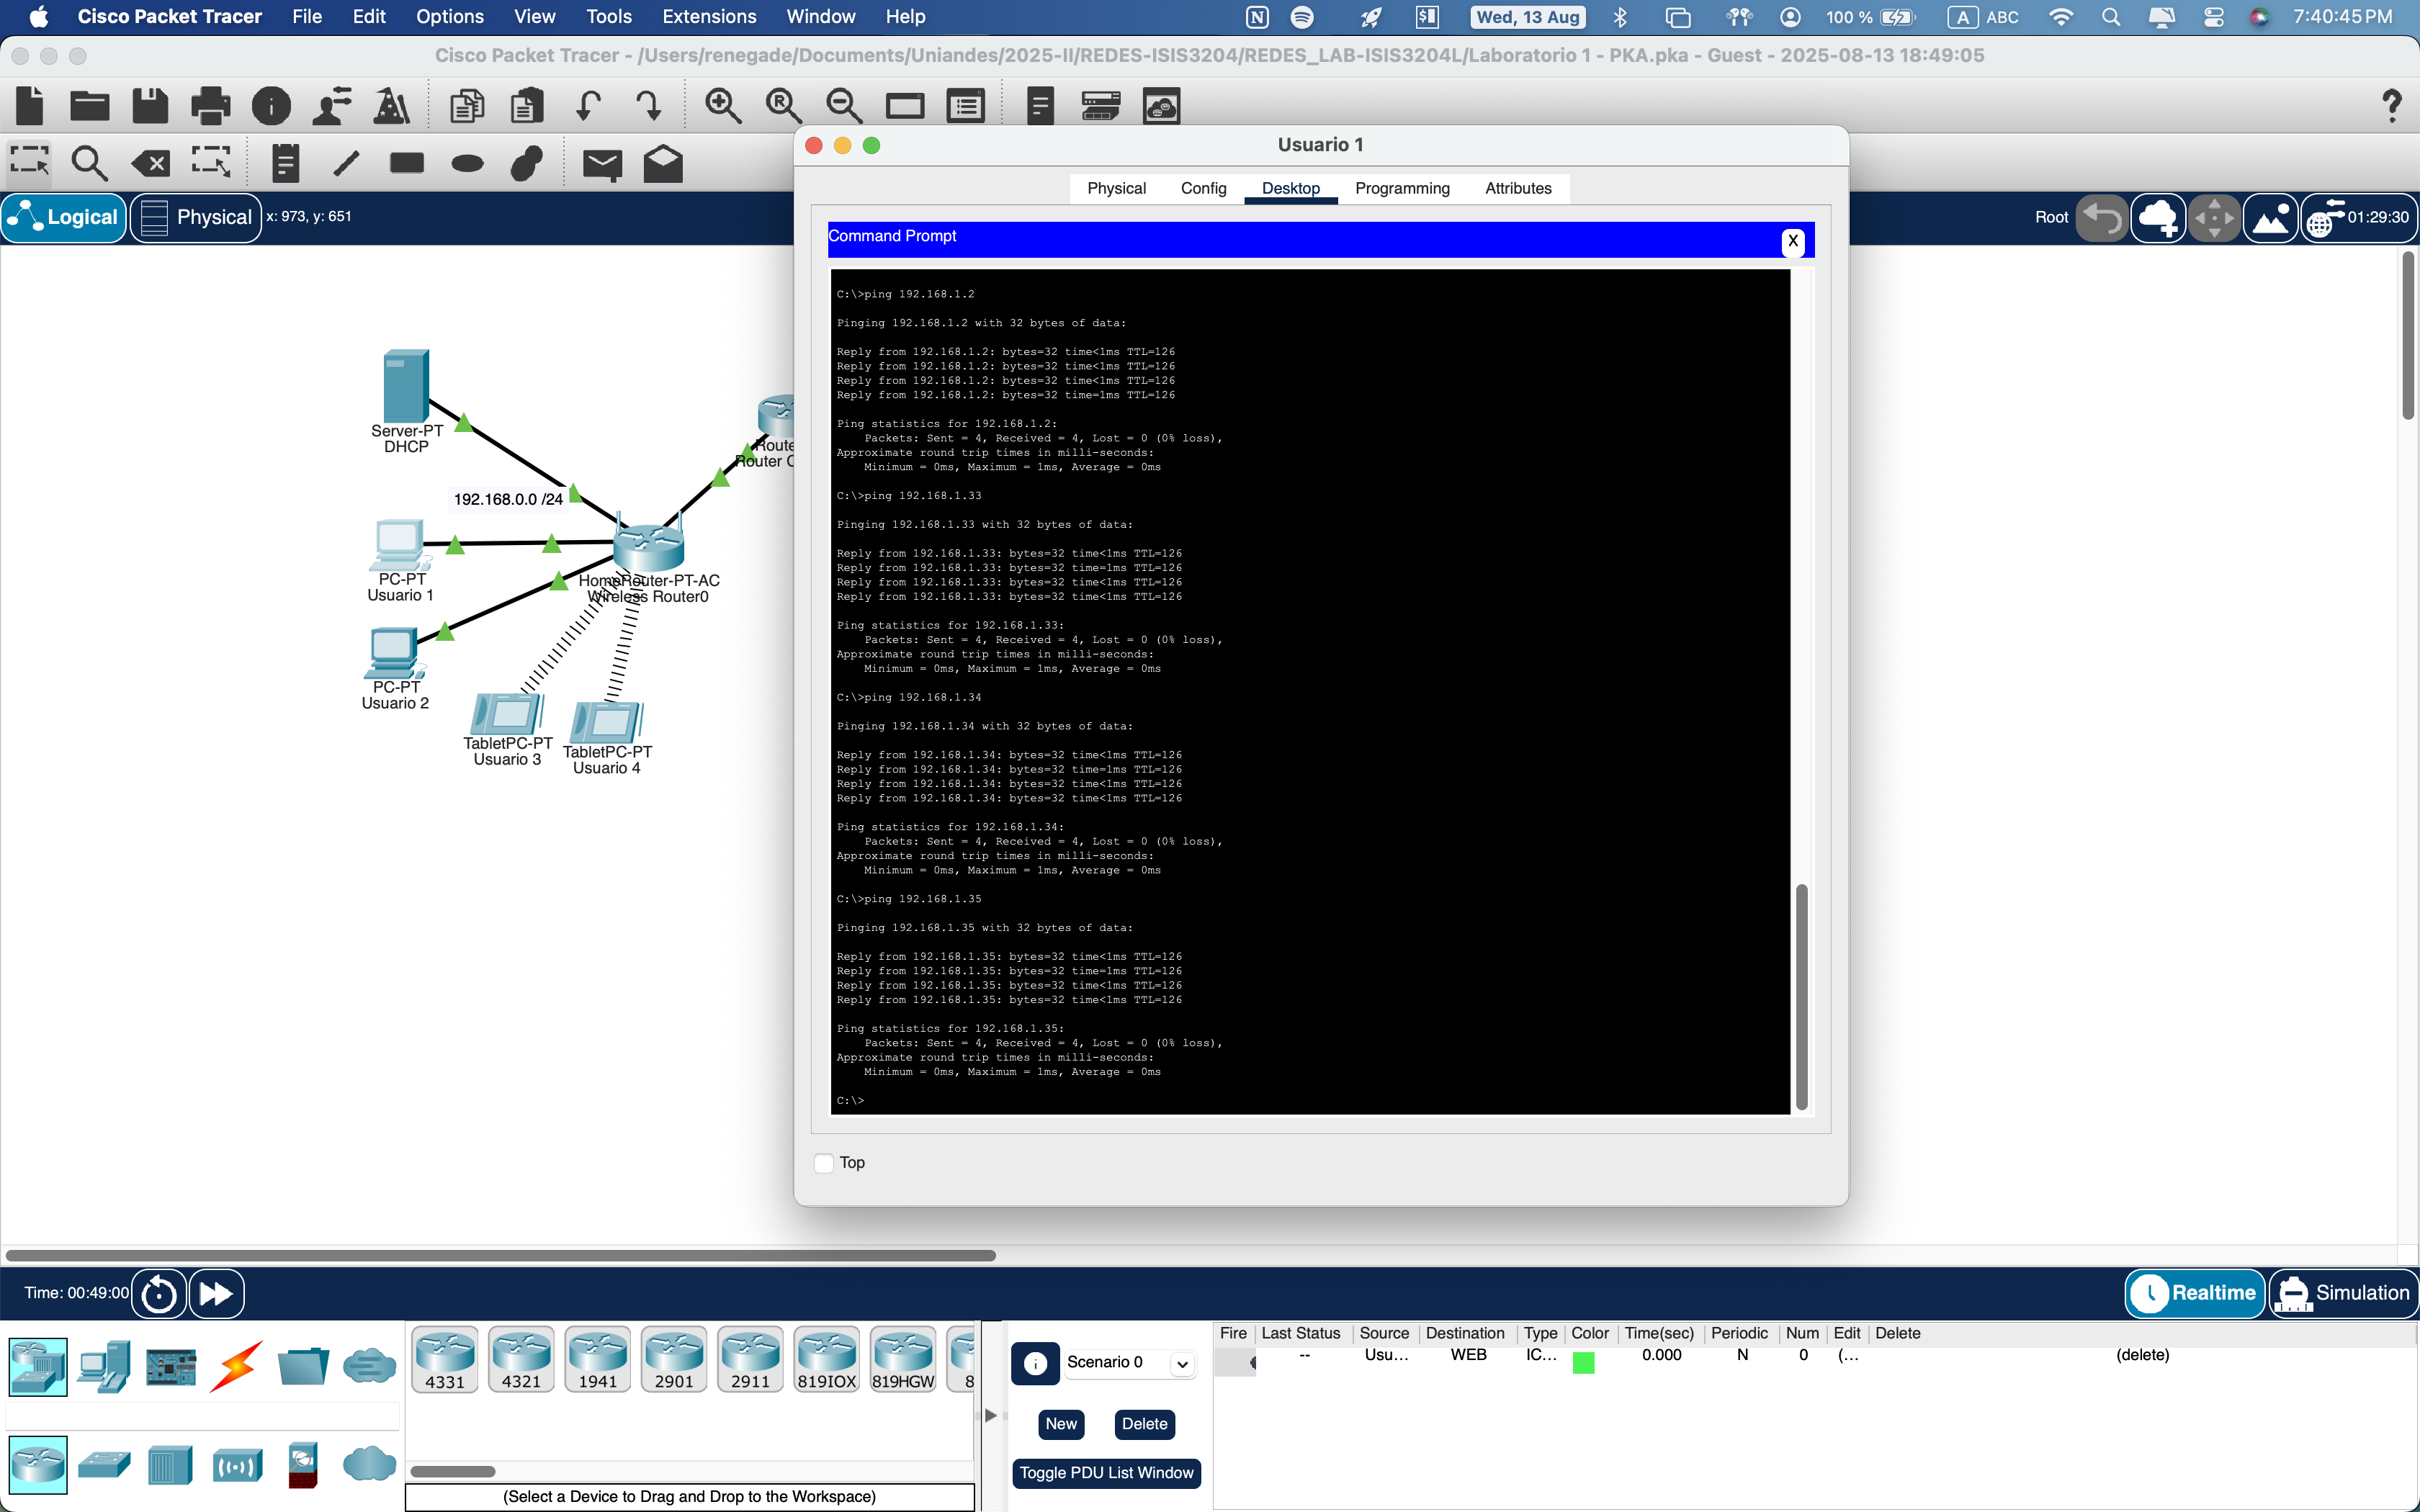 Cisco Packet Tracer File Edit Options View Tools Extensions Window Help
Wed, 13 Aug 100 % A ABC 7:40:45 PM
Cisco Packet Tracer - /Users/renegade/Documents/Uniandes/2025-II/REDES-ISIS3204/REDES_LAB-ISIS3204L/Laboratorio 1 - PKA.pka - Guest - 2025-08-13 18:49:05
Logical Physical x: 973, y: 651
Root 01:29:30
Server-PT
DHCP
192.168.0.0 /24
PC-PT
Usuario 1
HomeRouter-PT-AC
Wireless Router0
PC-PT
Usuario 2
TabletPC-PT
Usuario 3
TabletPC-PT
Usuario 4
Route
Router
Usuario 1
Physical Config Desktop Programming Attributes
Command Prompt X
C:\>ping 192.168.1.2
Pinging 192.168.1.2 with 32 bytes of data:
Reply from 192.168.1.2: bytes=32 time<1ms TTL=126
Reply from 192.168.1.2: bytes=32 time<1ms TTL=126
Reply from 192.168.1.2: bytes=32 time<1ms TTL=126
Reply from 192.168.1.2: bytes=32 time=1ms TTL=126
Ping statistics for 192.168.1.2:
Packets: Sent = 4, Received = 4, Lost = 0 (0% loss),
Approximate round trip times in milli-seconds:
Minimum = 0ms, Maximum = 1ms, Average = 0ms
C:\>ping 192.168.1.33
Pinging 192.168.1.33 with 32 bytes of data:
Reply from 192.168.1.33: bytes=32 time<1ms TTL=126
Reply from 192.168.1.33: bytes=32 time=1ms TTL=126
Reply from 192.168.1.33: bytes=32 time<1ms TTL=126
Reply from 192.168.1.33: bytes=32 time<1ms TTL=126
Ping statistics for 192.168.1.33:
Packets: Sent = 4, Received = 4, Lost = 0 (0% loss),
Approximate round trip times in milli-seconds:
Minimum = 0ms, Maximum = 1ms, Average = 0ms
C:\>ping 192.168.1.34
Pinging 192.168.1.34 with 32 bytes of data:
Reply from 192.168.1.34: bytes=32 time<1ms TTL=126
Reply from 192.168.1.34: bytes=32 time=1ms TTL=126
Reply from 192.168.1.34: bytes=32 time<1ms TTL=126
Reply from 192.168.1.34: bytes=32 time<1ms TTL=126
Ping statistics for 192.168.1.34:
Packets: Sent = 4, Received = 4, Lost = 0 (0% loss),
Approximate round trip times in milli-seconds:
Minimum = 0ms, Maximum = 1ms, Average = 0ms
C:\>ping 192.168.1.35
Pinging 192.168.1.35 with 32 bytes of data:
Reply from 192.168.1.35: bytes=32 time<1ms TTL=126
Reply from 192.168.1.35: bytes=32 time=1ms TTL=126
Reply from 192.168.1.35: bytes=32 time<1ms TTL=126
Reply from 192.168.1.35: bytes=32 time<1ms TTL=126
Ping statistics for 192.168.1.35:
Packets: Sent = 4, Received = 4, Lost = 0 (0% loss),
Approximate round trip times in milli-seconds:
Minimum = 0ms, Maximum = 1ms, Average = 0ms
C:\>
Top
Time: 00:49:00
Realtime Simulation
4331 4321 1941 2901 2911 819IOX 819HGW 8
(Select a Device to Drag and Drop to the Workspace)
Scenario 0
New Delete
Toggle PDU List Window
Fire Last Status Source Destination Type Color Time(sec) Periodic Num Edit Delete
-- Usu... WEB IC... 0.000 N 0 (... (delete)